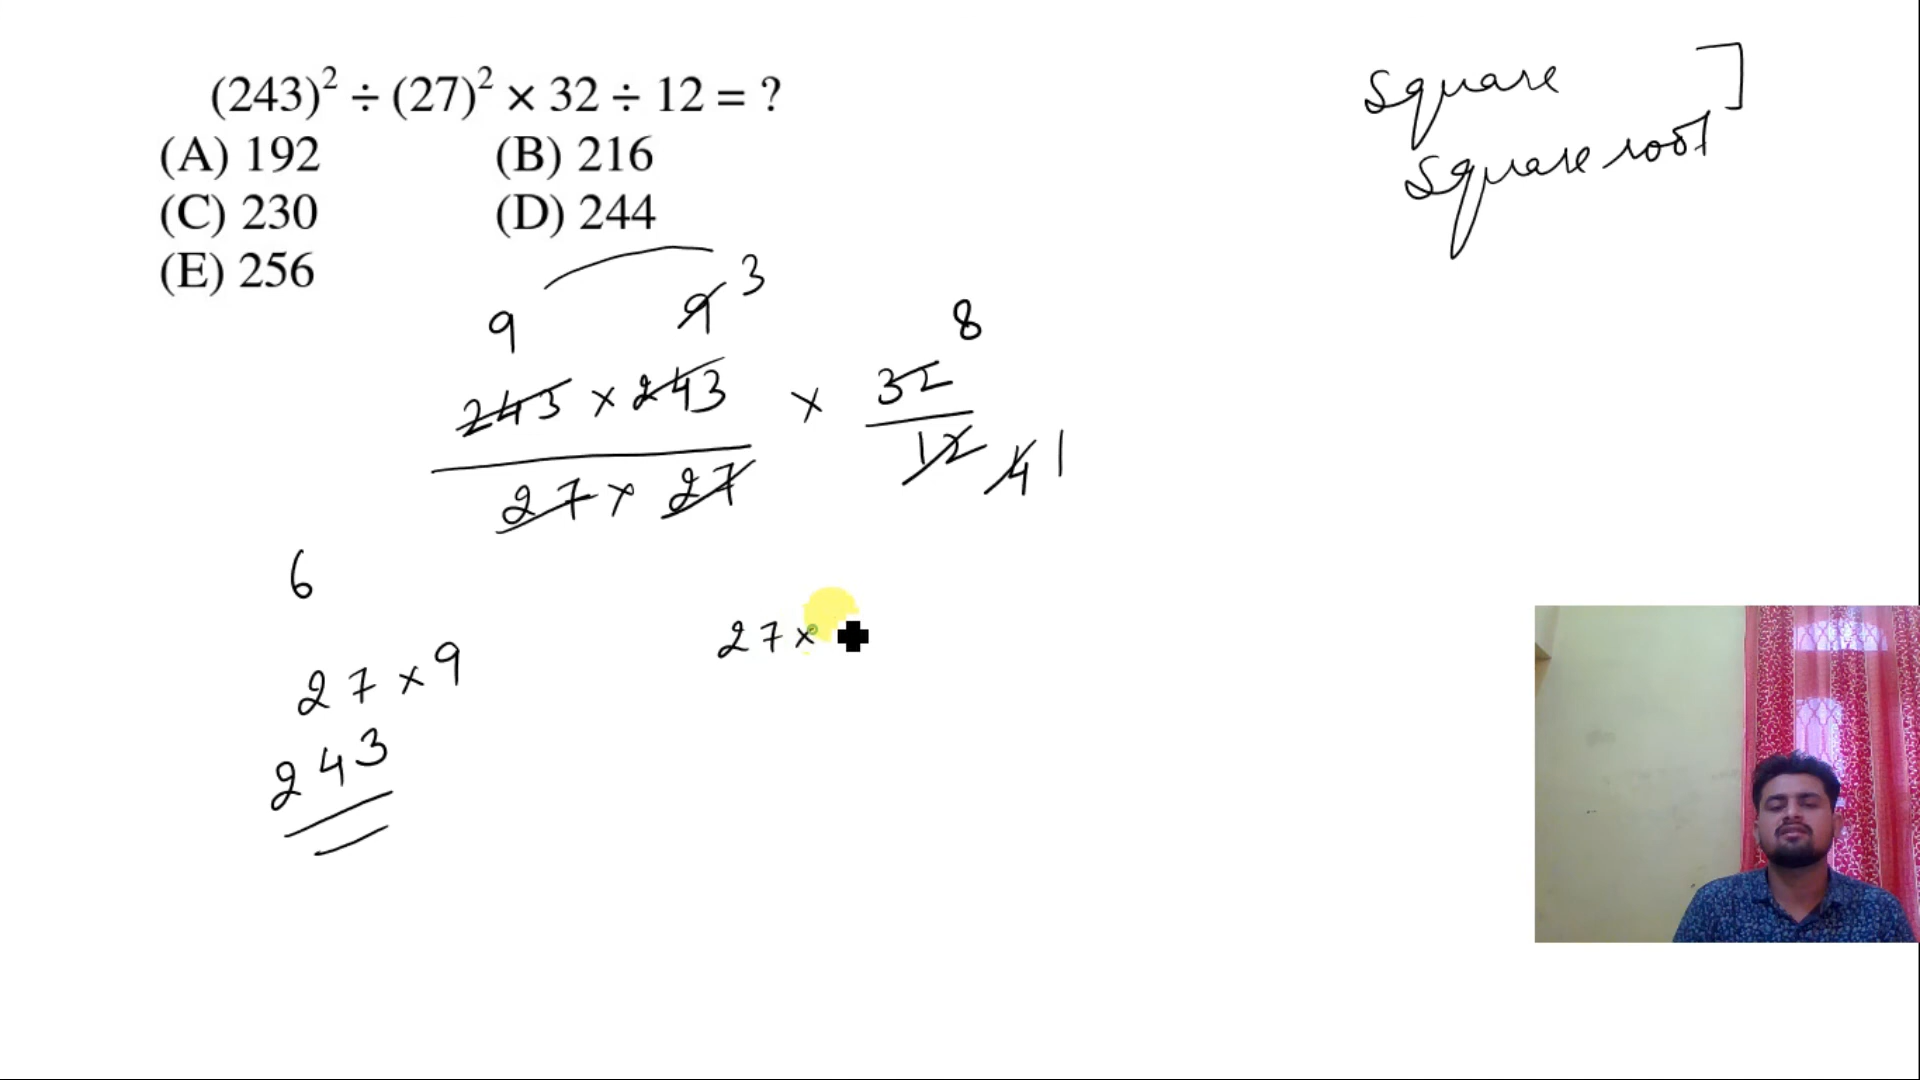 (243)² ÷ (27)² × 32 ÷ 12 = ?
(A) 192 (B) 216
(C) 230 (D) 244
(E) 256
Square ]
Square root
9 9 3 8
243 × 243 × 32
27 × 27 12 4 1
6
27 × 9
243
27 ×